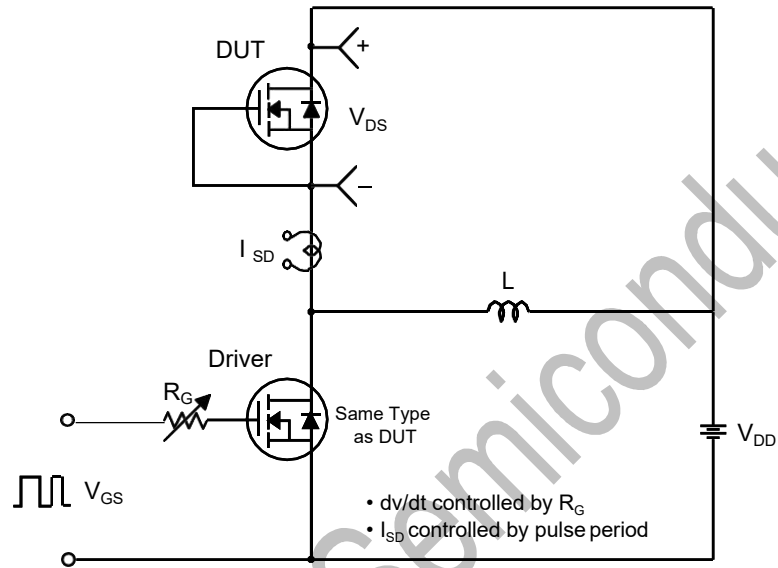 DUT
+
V_DS
–
I_SD
L
Driver
R_G
Same Type
as DUT
V_DD
V_GS
• dv/dt controlled by R_G
• I_SD controlled by pulse period
Semicondu